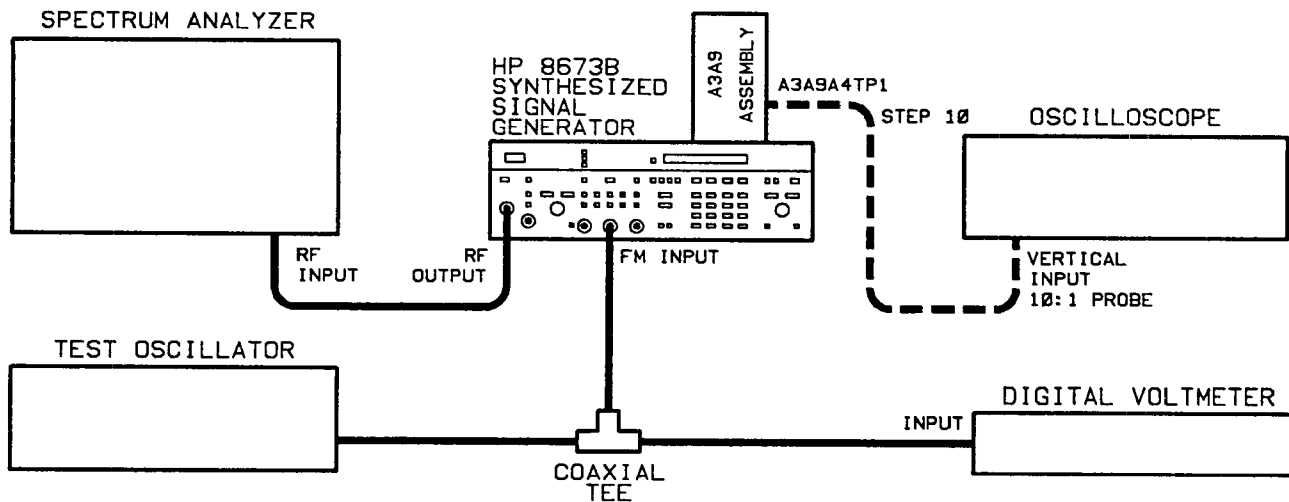 SPECTRUM ANALYZER
HP 8673B
SYNTHESIZED
SIGNAL
GENERATOR
A3A9
ASSEMBLY
A3A9A4TP1
STEP 10
OSCILLOSCOPE
RF
INPUT
RF
OUTPUT
FM INPUT
VERTICAL
INPUT
10:1 PROBE
TEST OSCILLATOR
COAXIAL
TEE
INPUT
DIGITAL VOLTMETER